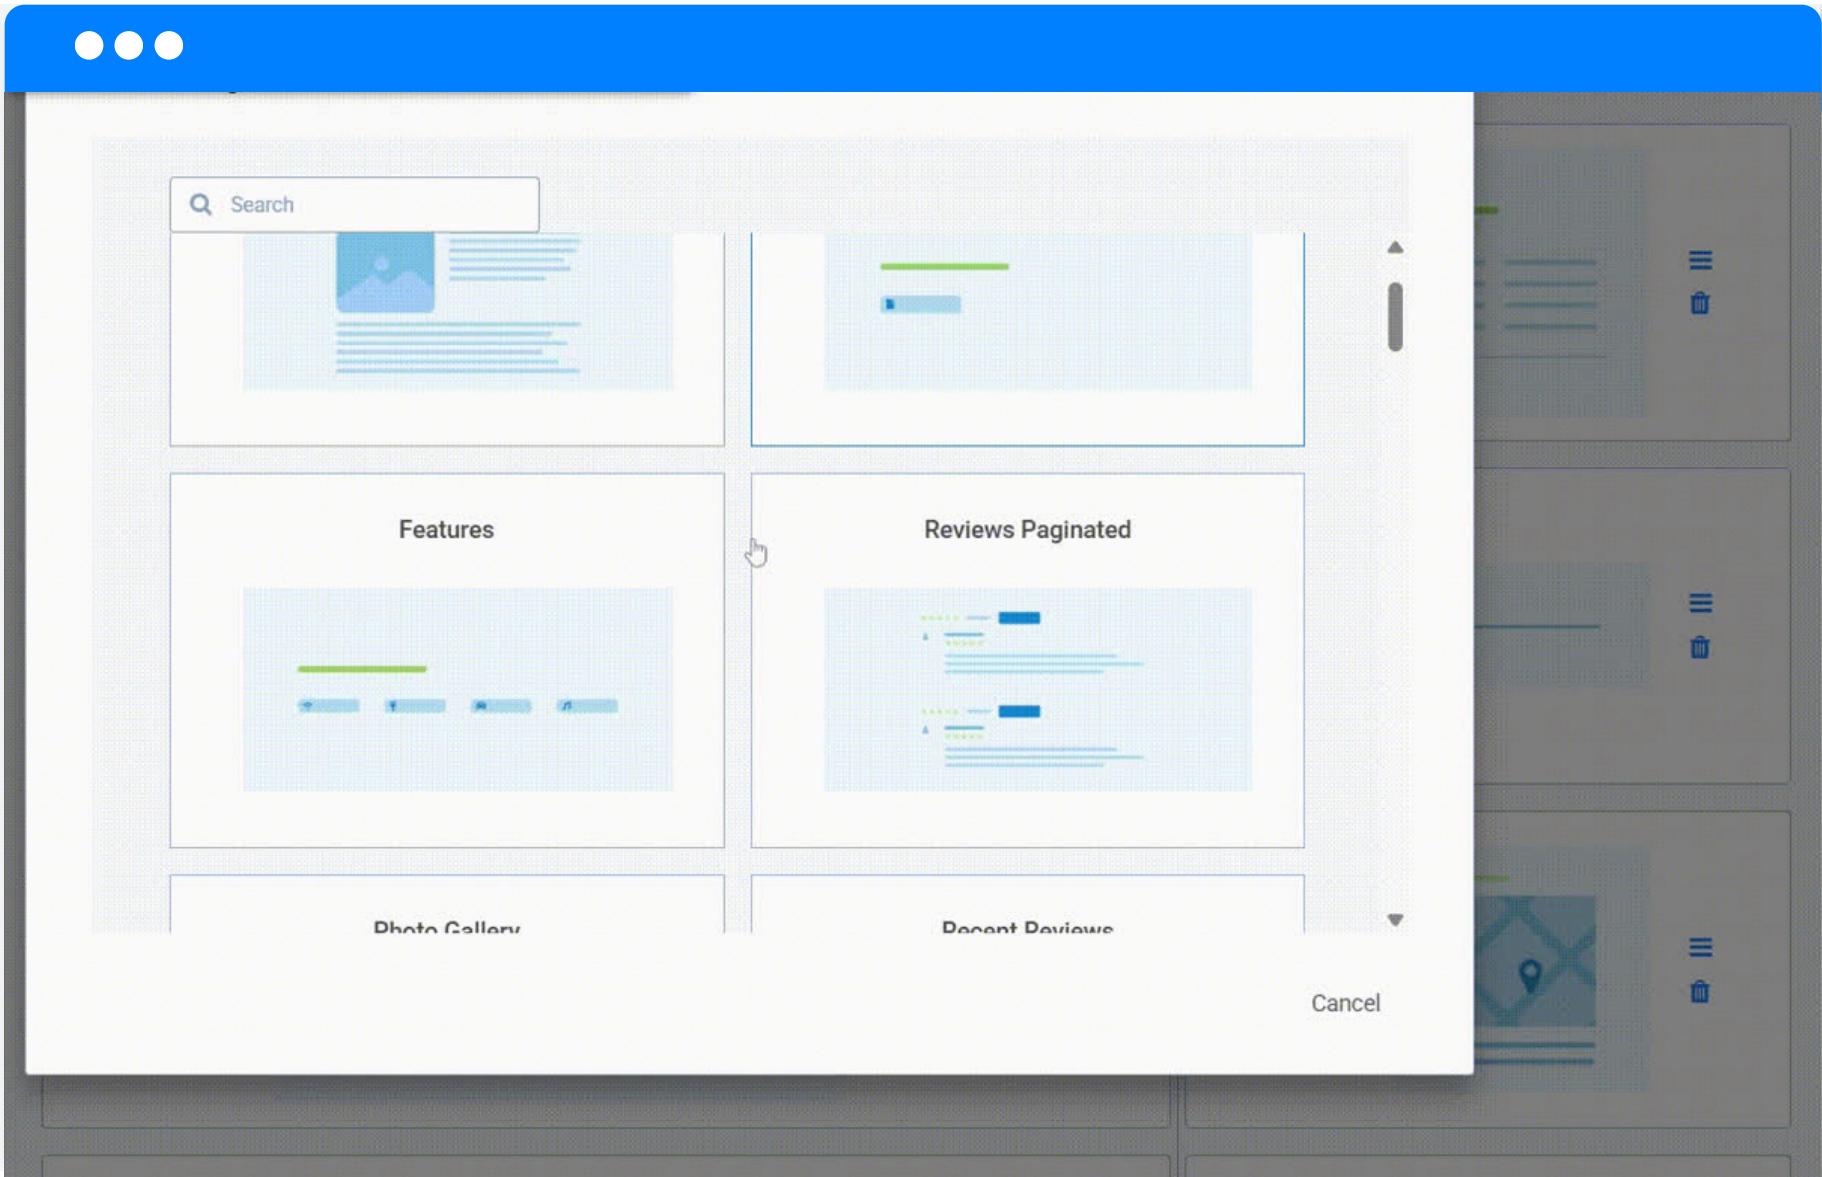 Search
Features
Reviews Paginated
Photo Gallery
Recent Reviews
Cancel